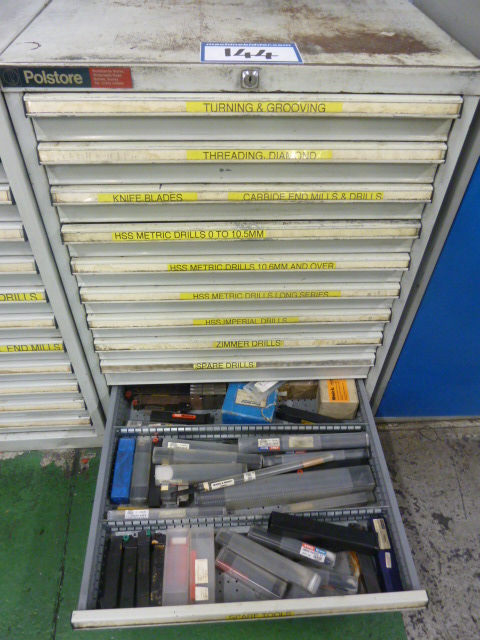 144
Polstore
TURNING & GROOVING
THREADING, DIAMOND
KNIFE BLADES
CARBIDE END MILLS & DRILLS
HSS METRIC DRILLS 0 TO 10.5MM
HSS METRIC DRILLS 10.6MM AND OVER
HSS METRIC DRILLS LONG SERIES
HSS IMPERIAL DRILLS
DRILLS
ZIMMER DRILLS
END MILLS
SPARE DRILLS
SPARE TOOLS